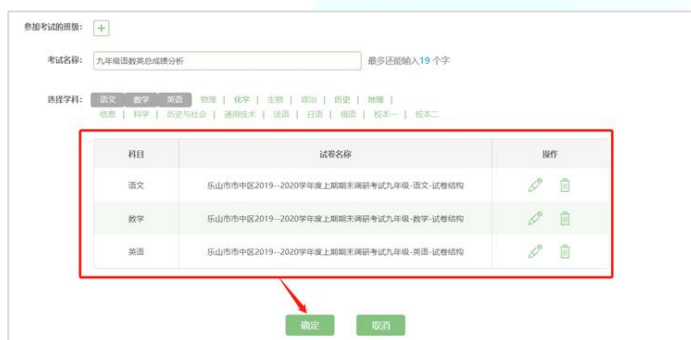 参加考试的班级：
考试名称： 九年级语数英总成绩分析 最多还能输入19 个字
选择学科： 语文 数学 英语 物理 | 化学 | 生物 | 政治 | 历史 | 地理 |
信息 | 科学 | 历史与社会 | 通用技术 | 法语 | 日语 | 俄语 | 校本一 | 校本二
科目 试卷名称 操作
语文 乐山市市中区2019--2020学年度上期期末调研考试九年级-语文-试卷结构
数学 乐山市市中区2019--2020学年度上期期末调研考试九年级-数学-试卷结构
英语 乐山市市中区2019--2020学年度上期期末调研考试九年级-英语-试卷结构
确定 取消